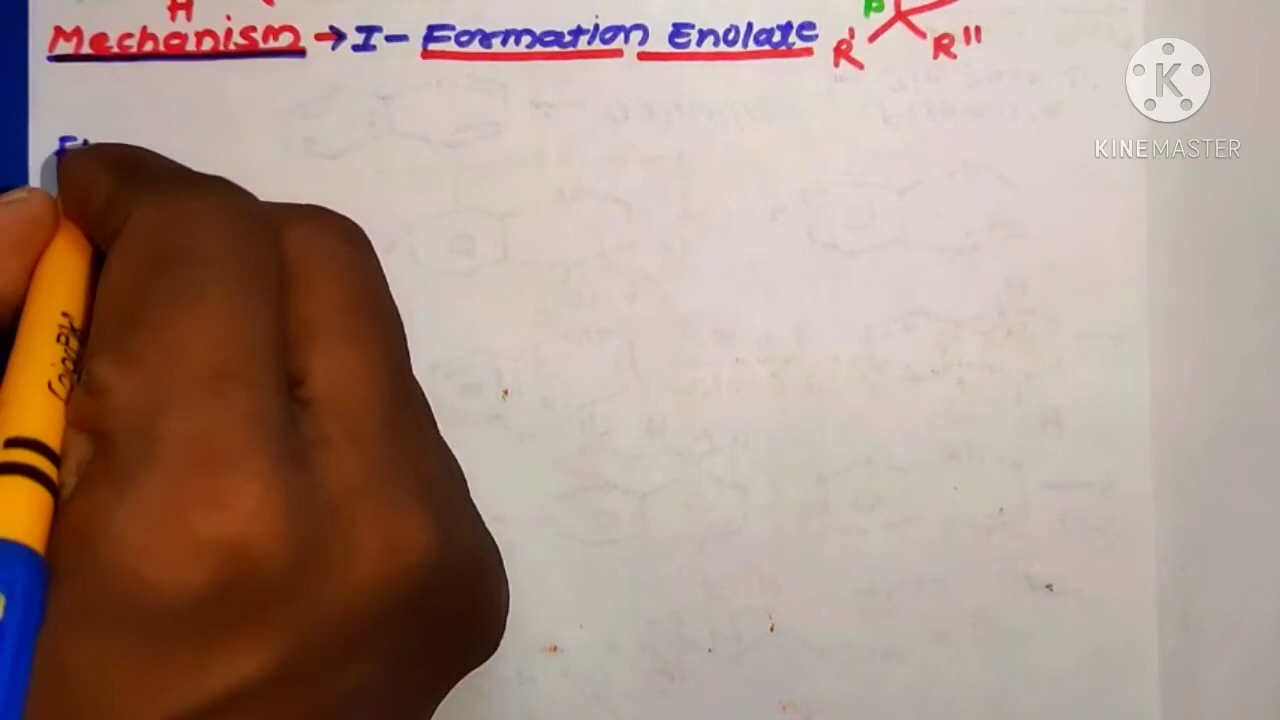 H
β
Mechanism → I - Formation Enolate R' R"
K
KINEMASTER